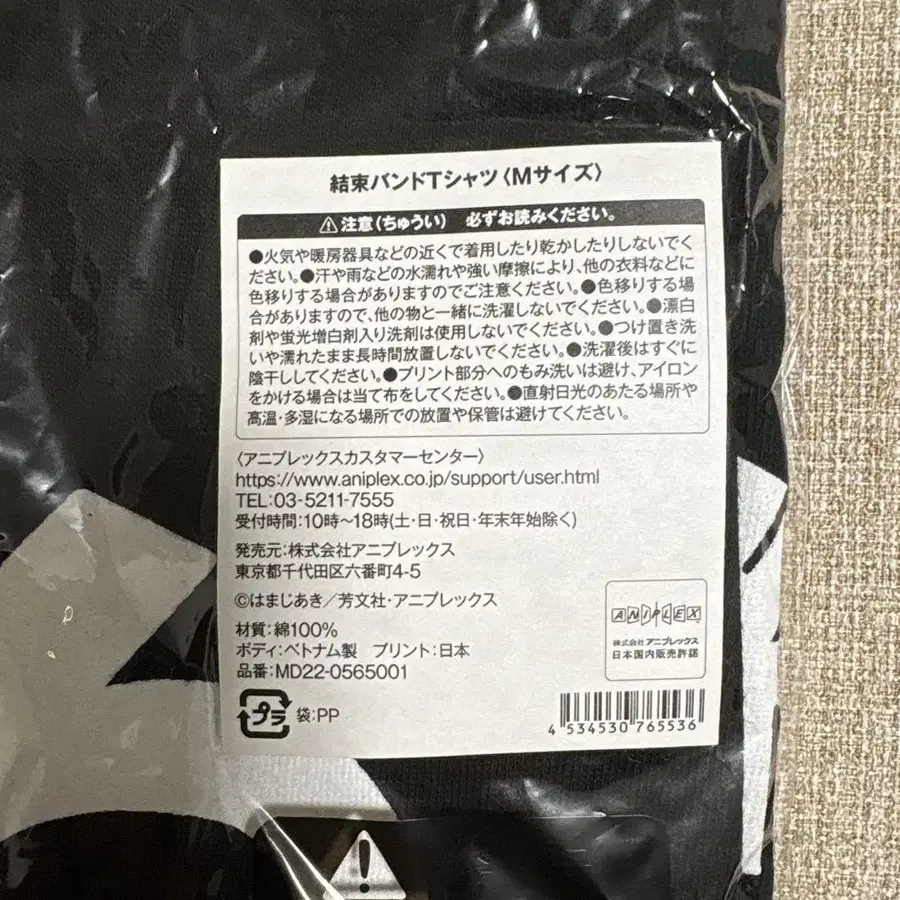 結束バンドTシャツ〈Mサイズ〉
⚠注意(ちゅうい) 必ずお読みください。
●火気や暖房器具などの近くで着用したり乾かしたりしないでく
ださい。●汗や雨などの水濡れや強い摩擦により、他の衣料などに
色移りする場合がありますのでご注意ください。●色移りする場
合がありますので、他の物と一緒に洗濯しないでください。●漂白
剤や蛍光増白剤入り洗剤は使用しないでください。●つけ置き洗
いや濡れたまま長時間放置しないでください。●洗濯後はすぐに
陰干ししてください。●プリント部分へのもみ洗いは避け、アイロン
をかける場合は当て布をしてください。●直射日光のあたる場所や
高温・多湿になる場所での放置や保管は避けてください。
〈アニプレックスカスタマーセンター〉
https://www.aniplex.co.jp/support/user.html
TEL:03-5211-7555
受付時間:10時〜18時(土・日・祝日・年末年始除く)
発売元:株式会社アニプレックス
東京都千代田区六番町4-5
©はまじあき/芳文社・アニプレックス
材質:綿100%
ボディ:ベトナム製 プリント:日本
品番:MD22-0565001
プラ 袋:PP
ANIPLEX
株式会社アニプレックス
日本国内販売許諾
4 534530 765536